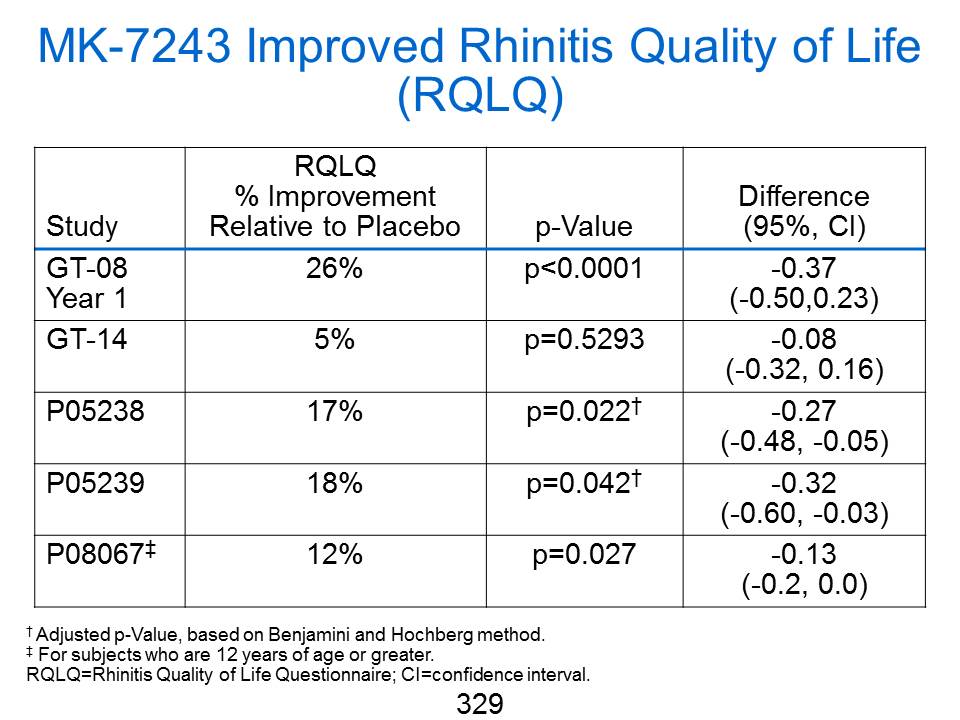 MK-7243 Improved Rhinitis Quality of Life
(RQLQ)
Study
RQLQ
% Improvement
Relative to Placebo
p-Value
Difference
(95%, CI)
GT-08
Year 1
26%
p<0.0001
-0.37
(-0.50,0.23)
GT-14
5%
p=0.5293
-0.08
(-0.32, 0.16)
P05238
17%
p=0.022†
-0.27
(-0.48, -0.05)
P05239
18%
p=0.042†
-0.32
(-0.60, -0.03)
P08067‡
12%
p=0.027
-0.13
(-0.2, 0.0)
† Adjusted p-Value, based on Benjamini and Hochberg method.
‡ For subjects who are 12 years of age or greater.
RQLQ=Rhinitis Quality of Life Questionnaire; CI=confidence interval.
329